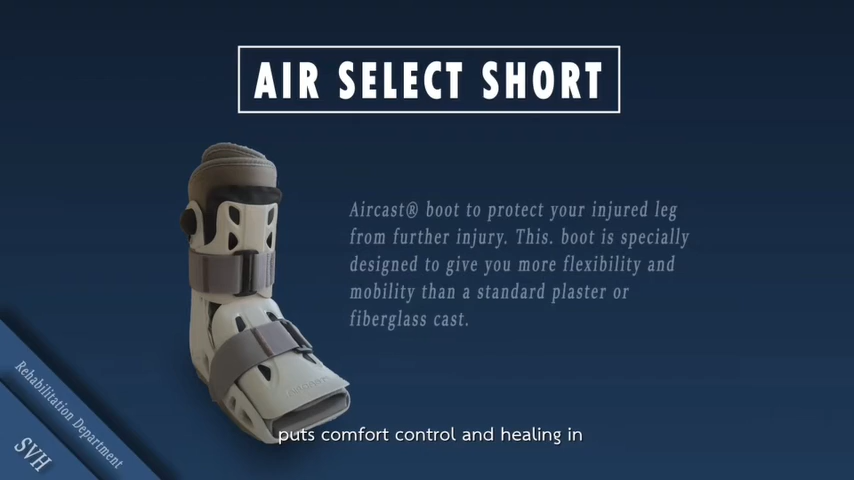 AIR SELECT SHORT
Aircast® boot to protect your injured leg
from further injury. This. boot is specially
designed to give you more flexibility and
mobility than a standard plaster or
fiberglass cast.
Rehabilitation Department
SVH
puts comfort control and healing in